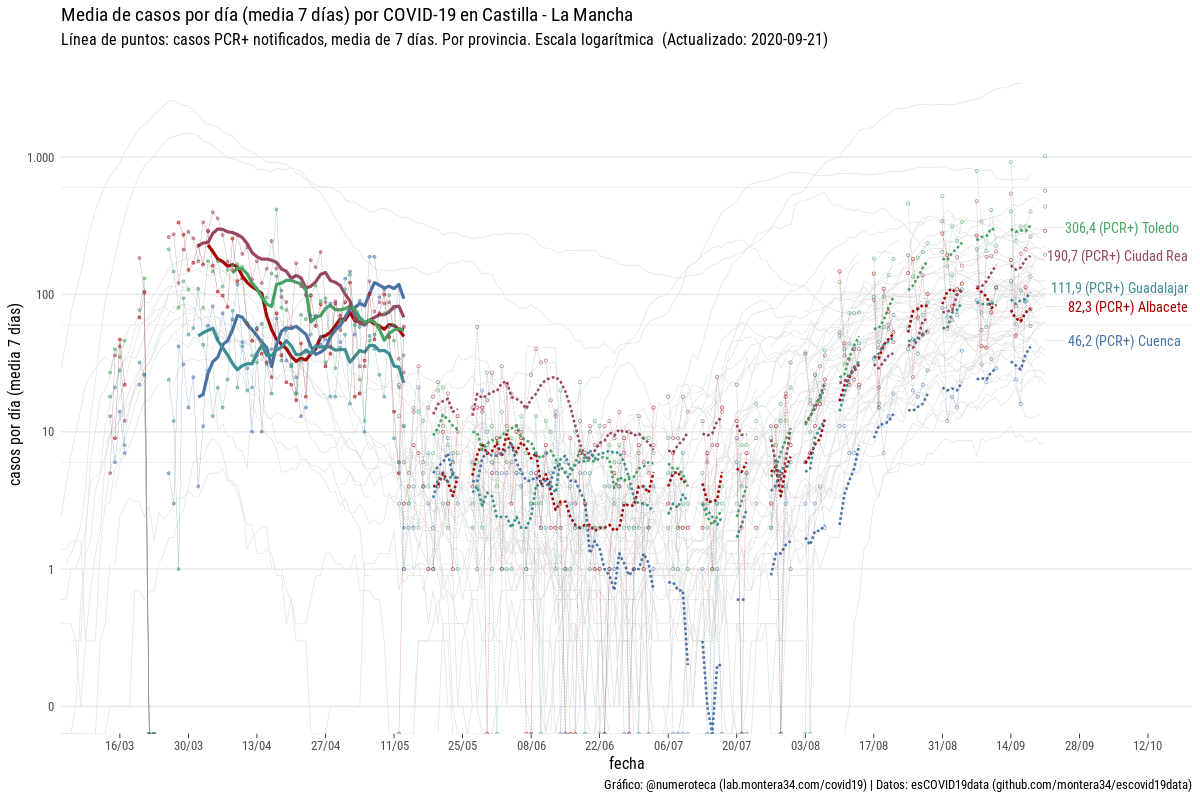 Media de casos por día (media 7 días) por COVID-19 en Castilla - La Mancha
Línea de puntos: casos PCR+ notificados, media de 7 días. Por provincia. Escala logarítmica (Actualizado: 2020-09-21)
casos por día (media 7 días)
1.000
100
10
1
0
306,4 (PCR+) Toledo
190,7 (PCR+) Ciudad Rea
111,9 (PCR+) Guadalajar
82,3 (PCR+) Albacete
46,2 (PCR+) Cuenca
16/03 30/03 13/04 27/04 11/05 25/05 08/06 22/06 06/07 20/07 03/08 17/08 31/08 14/09 28/09 12/10
fecha
Gráfico: @numeroteca (lab.montera34.com/covid19) | Datos: esCOVID19data (github.com/montera34/escovid19data)